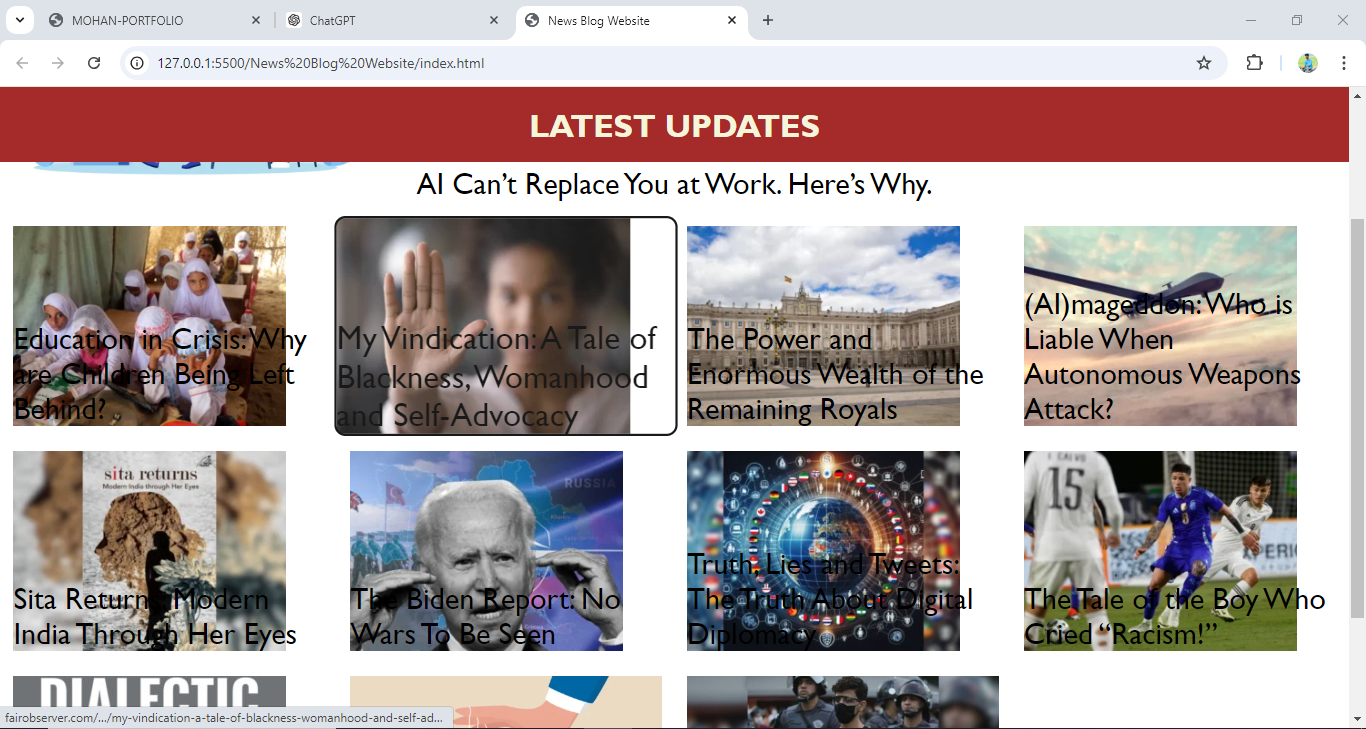 MOHAN-PORTFOLIO
ChatGPT
News Blog Website
127.0.0.1:5500/News%20Blog%20Website/index.html
LATEST UPDATES
AI Can’t Replace You at Work. Here’s Why.
Education in Crisis: Why
are Children Being Left
Behind?
My Vindication: A Tale of
Blackness, Womanhood
and Self-Advocacy
The Power and
Enormous Wealth of the
Remaining Royals
(AI)mageddon: Who is
Liable When
Autonomous Weapons
Attack?
sita returns
Modern India through Her Eyes
Sita Returns: Modern
India Through Her Eyes
RUSSIA
The Biden Report: No
Wars To Be Seen
Truth, Lies and Tweets:
The Truth About Digital
Diplomacy
15
The Tale of the Boy Who
Cried “Racism!”
DIALECTIC
fairobserver.com/.../my-vindication-a-tale-of-blackness-womanhood-and-self-ad...